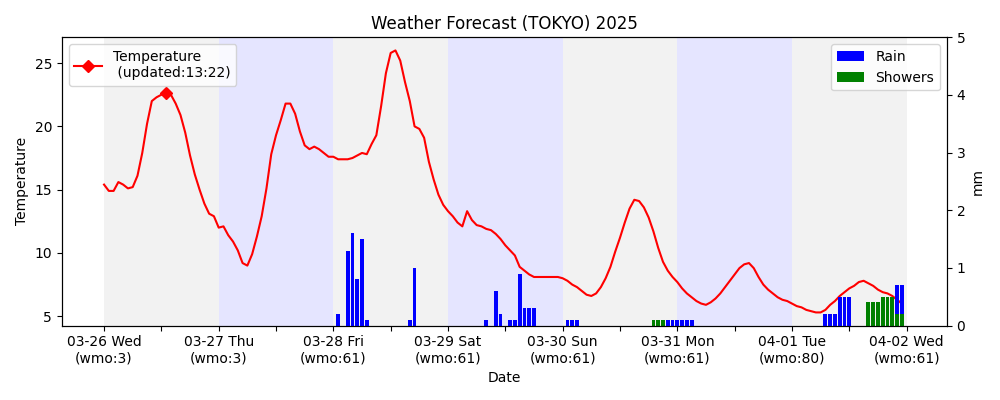 Weather Forecast (TOKYO) 2025
Temperature
(updated:13:22)
Rain
Showers
25
20
15
10
5
Temperature
5
4
3
2
1
0
mm
03-26 Wed
(wmo:3)
03-27 Thu
(wmo:3)
03-28 Fri
(wmo:61)
03-29 Sat
(wmo:61)
03-30 Sun
(wmo:61)
03-31 Mon
(wmo:61)
04-01 Tue
(wmo:80)
04-02 Wed
(wmo:61)
Date